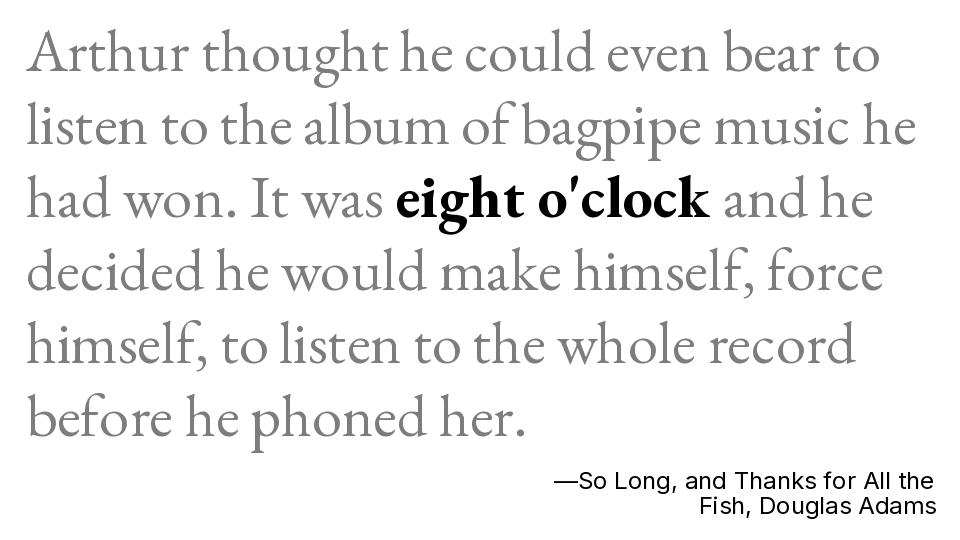 Arthur thought he could even bear to
listen to the album of bagpipe music he
had won. It was eight o'clock and he
decided he would make himself, force
himself, to listen to the whole record
before he phoned her.
—So Long, and Thanks for All the
Fish, Douglas Adams